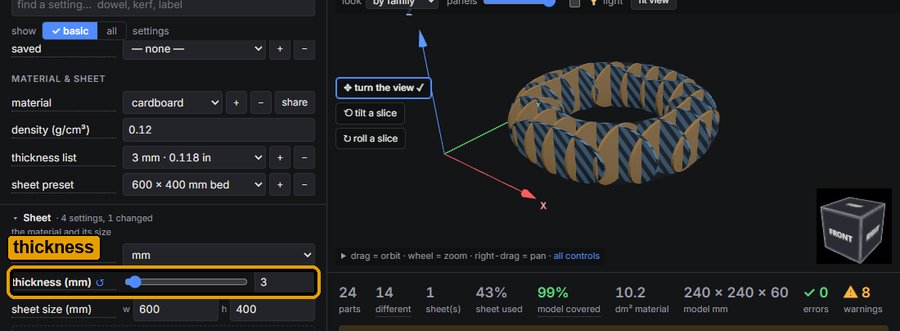 find a setting... dowel, kerf, label
show ✓ basic all settings
saved — none — + −
MATERIAL & SHEET
material cardboard + − share
density (g/cm³) 0.12
thickness list 3 mm · 0.118 in + −
sheet preset 600 × 400 mm bed + −
Sheet · 4 settings, 1 changed
the material and its size
thickness
mm
thickness (mm) 3
sheet size (mm) w 600 h 400
look by family panels light fit view
✥ turn the view ✓
tilt a slice
↻ roll a slice
X
FRONT
▶ drag = orbit · wheel = zoom · right-drag = pan · all controls
24 14 1 43% 99% 10.2 240 × 240 × 60 ✓ 0 8
parts different sheet(s) sheet used model covered dm² material model mm errors warnings